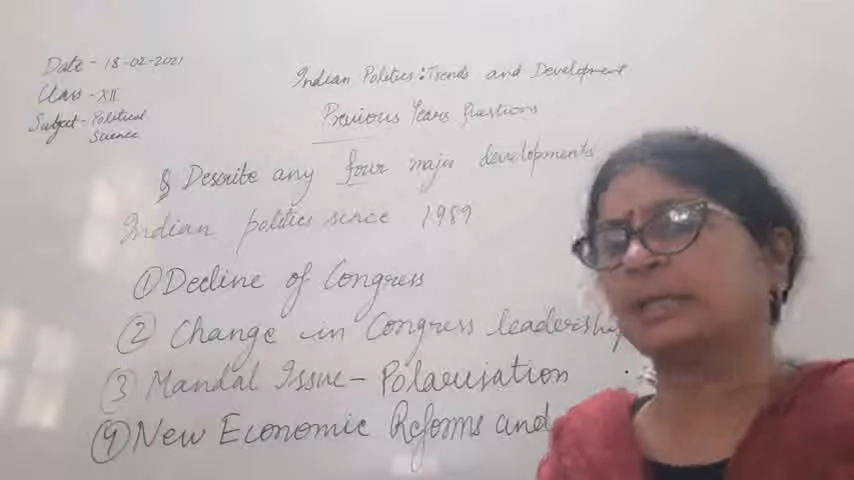 Date - 18-02-2021
Class - XII
Subject - Political
Science
Indian Politics: Trends and Development
Previous Years Questions
Q Describe any four major developments
Indian politics since 1989
① Decline of Congress
② Change in Congress leadership
③ Mandal Issue - Polarisation
④ New Economic Reforms and